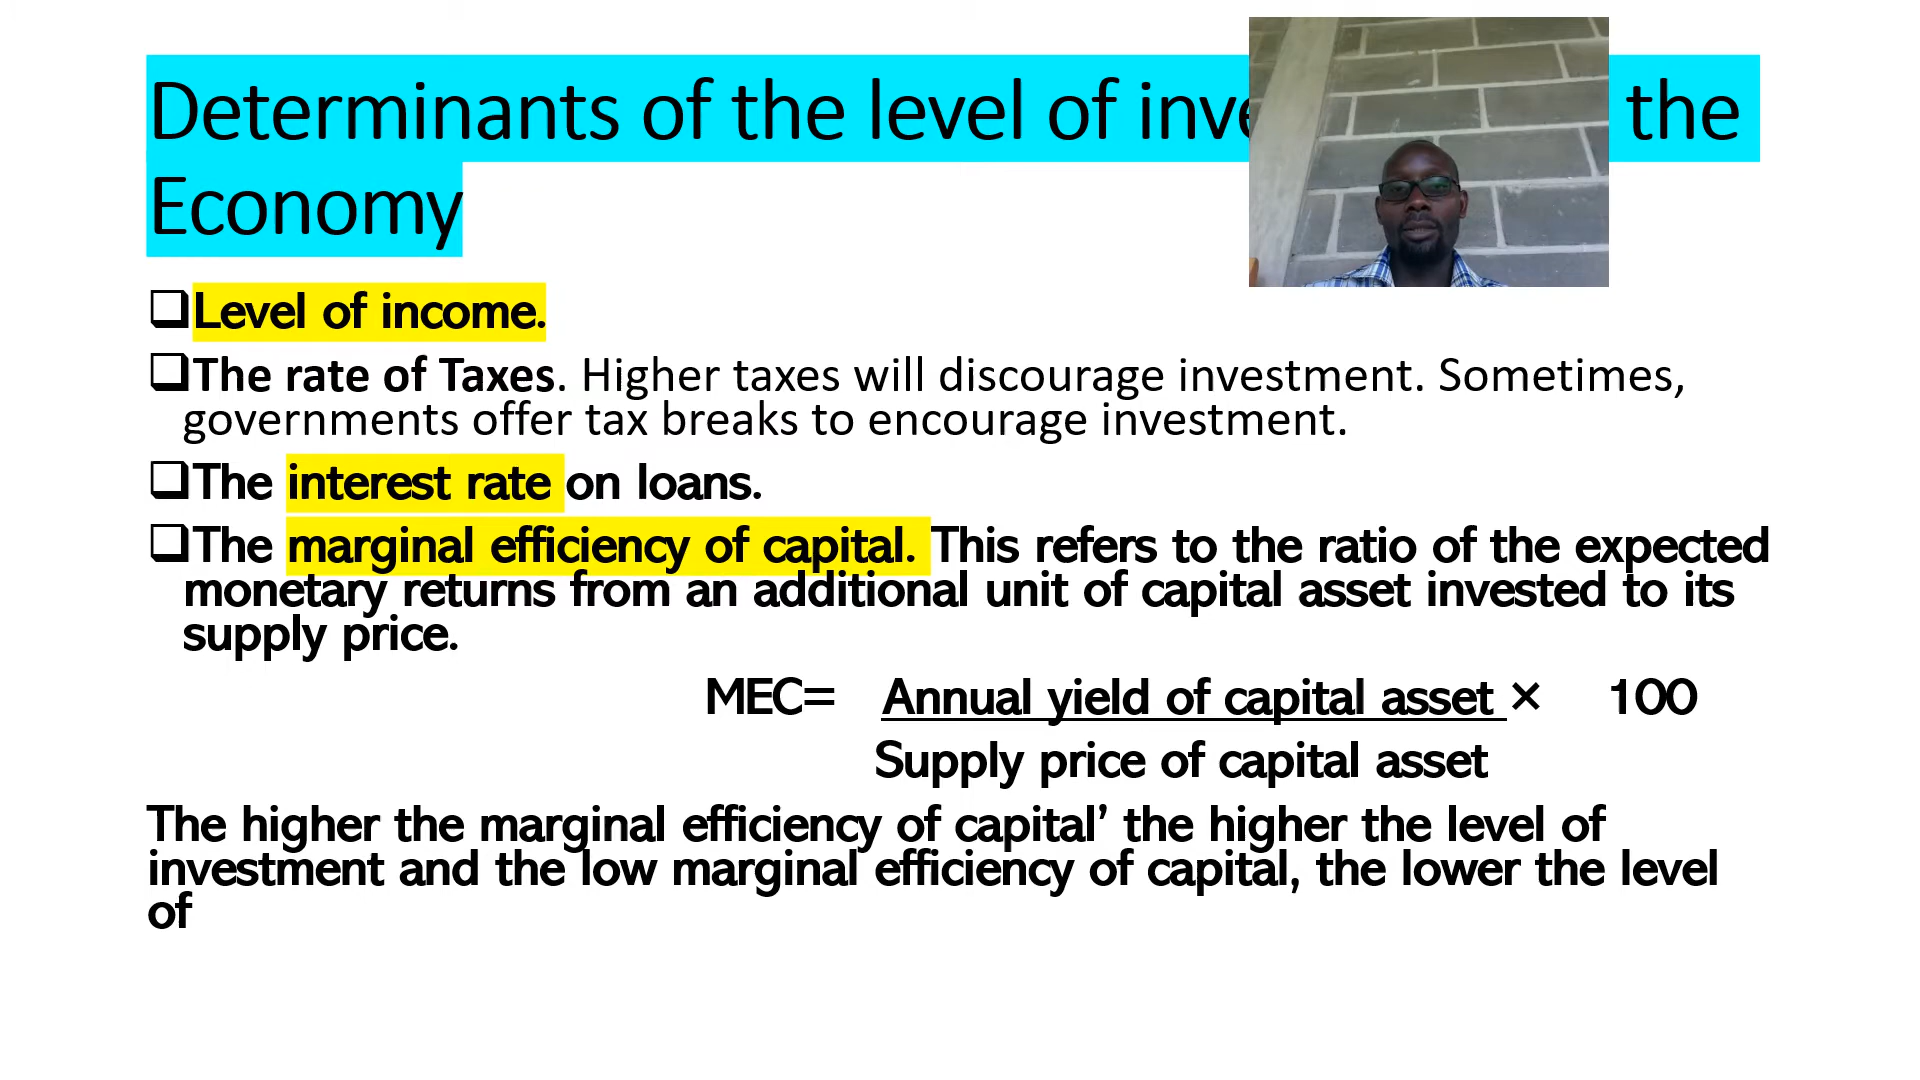 Determinants of the level of the
Economy
❑Level of income.
❑The rate of Taxes. Higher taxes will discourage investment. Sometimes,
governments offer tax breaks to encourage investment.
❑The interest rate on loans.
❑The marginal efficiency of capital. This refers to the ratio of the expected
monetary returns from an additional unit of capital asset invested to its
supply price.
MEC= Annual yield of capital asset × 100
Supply price of capital asset
The higher the marginal efficiency of capital’ the higher the level of
investment and the low marginal efficiency of capital, the lower the level
of